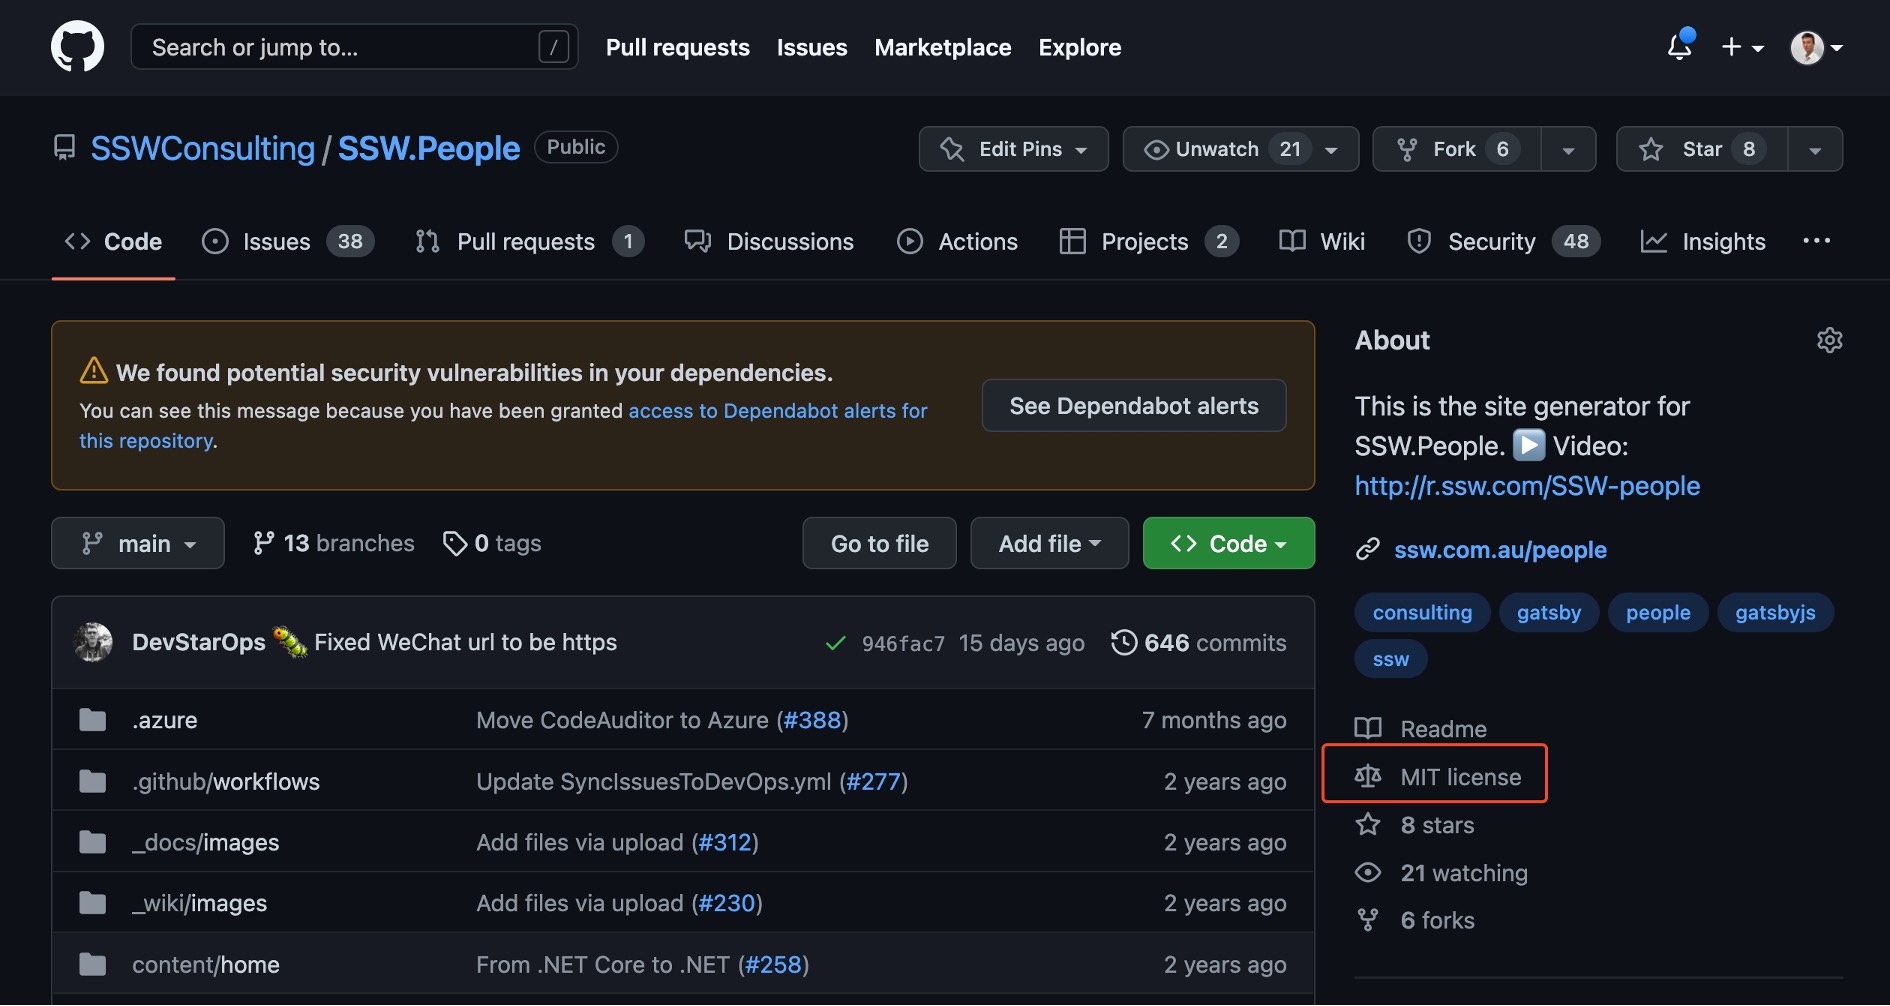 Search or jump to... /
Pull requests
Issues
Marketplace
Explore
SSWConsulting / SSW.People
Public
Edit Pins
Unwatch 21
Fork 6
Star 8
Code
Issues 38
Pull requests 1
Discussions
Actions
Projects 2
Wiki
Security 48
Insights
We found potential security vulnerabilities in your dependencies.
You can see this message because you have been granted access to Dependabot alerts for
this repository.
See Dependabot alerts
main
13 branches
0 tags
Go to file
Add file
Code
DevStarOps Fixed WeChat url to be https
946fac7 15 days ago
646 commits
.azure
Move CodeAuditor to Azure (#388)
7 months ago
.github/workflows
Update SyncIssuesToDevOps.yml (#277)
2 years ago
_docs/images
Add files via upload (#312)
2 years ago
_wiki/images
Add files via upload (#230)
2 years ago
content/home
From .NET Core to .NET (#258)
2 years ago
About
This is the site generator for
SSW.People. ▶️ Video:
http://r.ssw.com/SSW-people
ssw.com.au/people
consulting gatsby people gatsbyjs
ssw
Readme
MIT license
8 stars
21 watching
6 forks